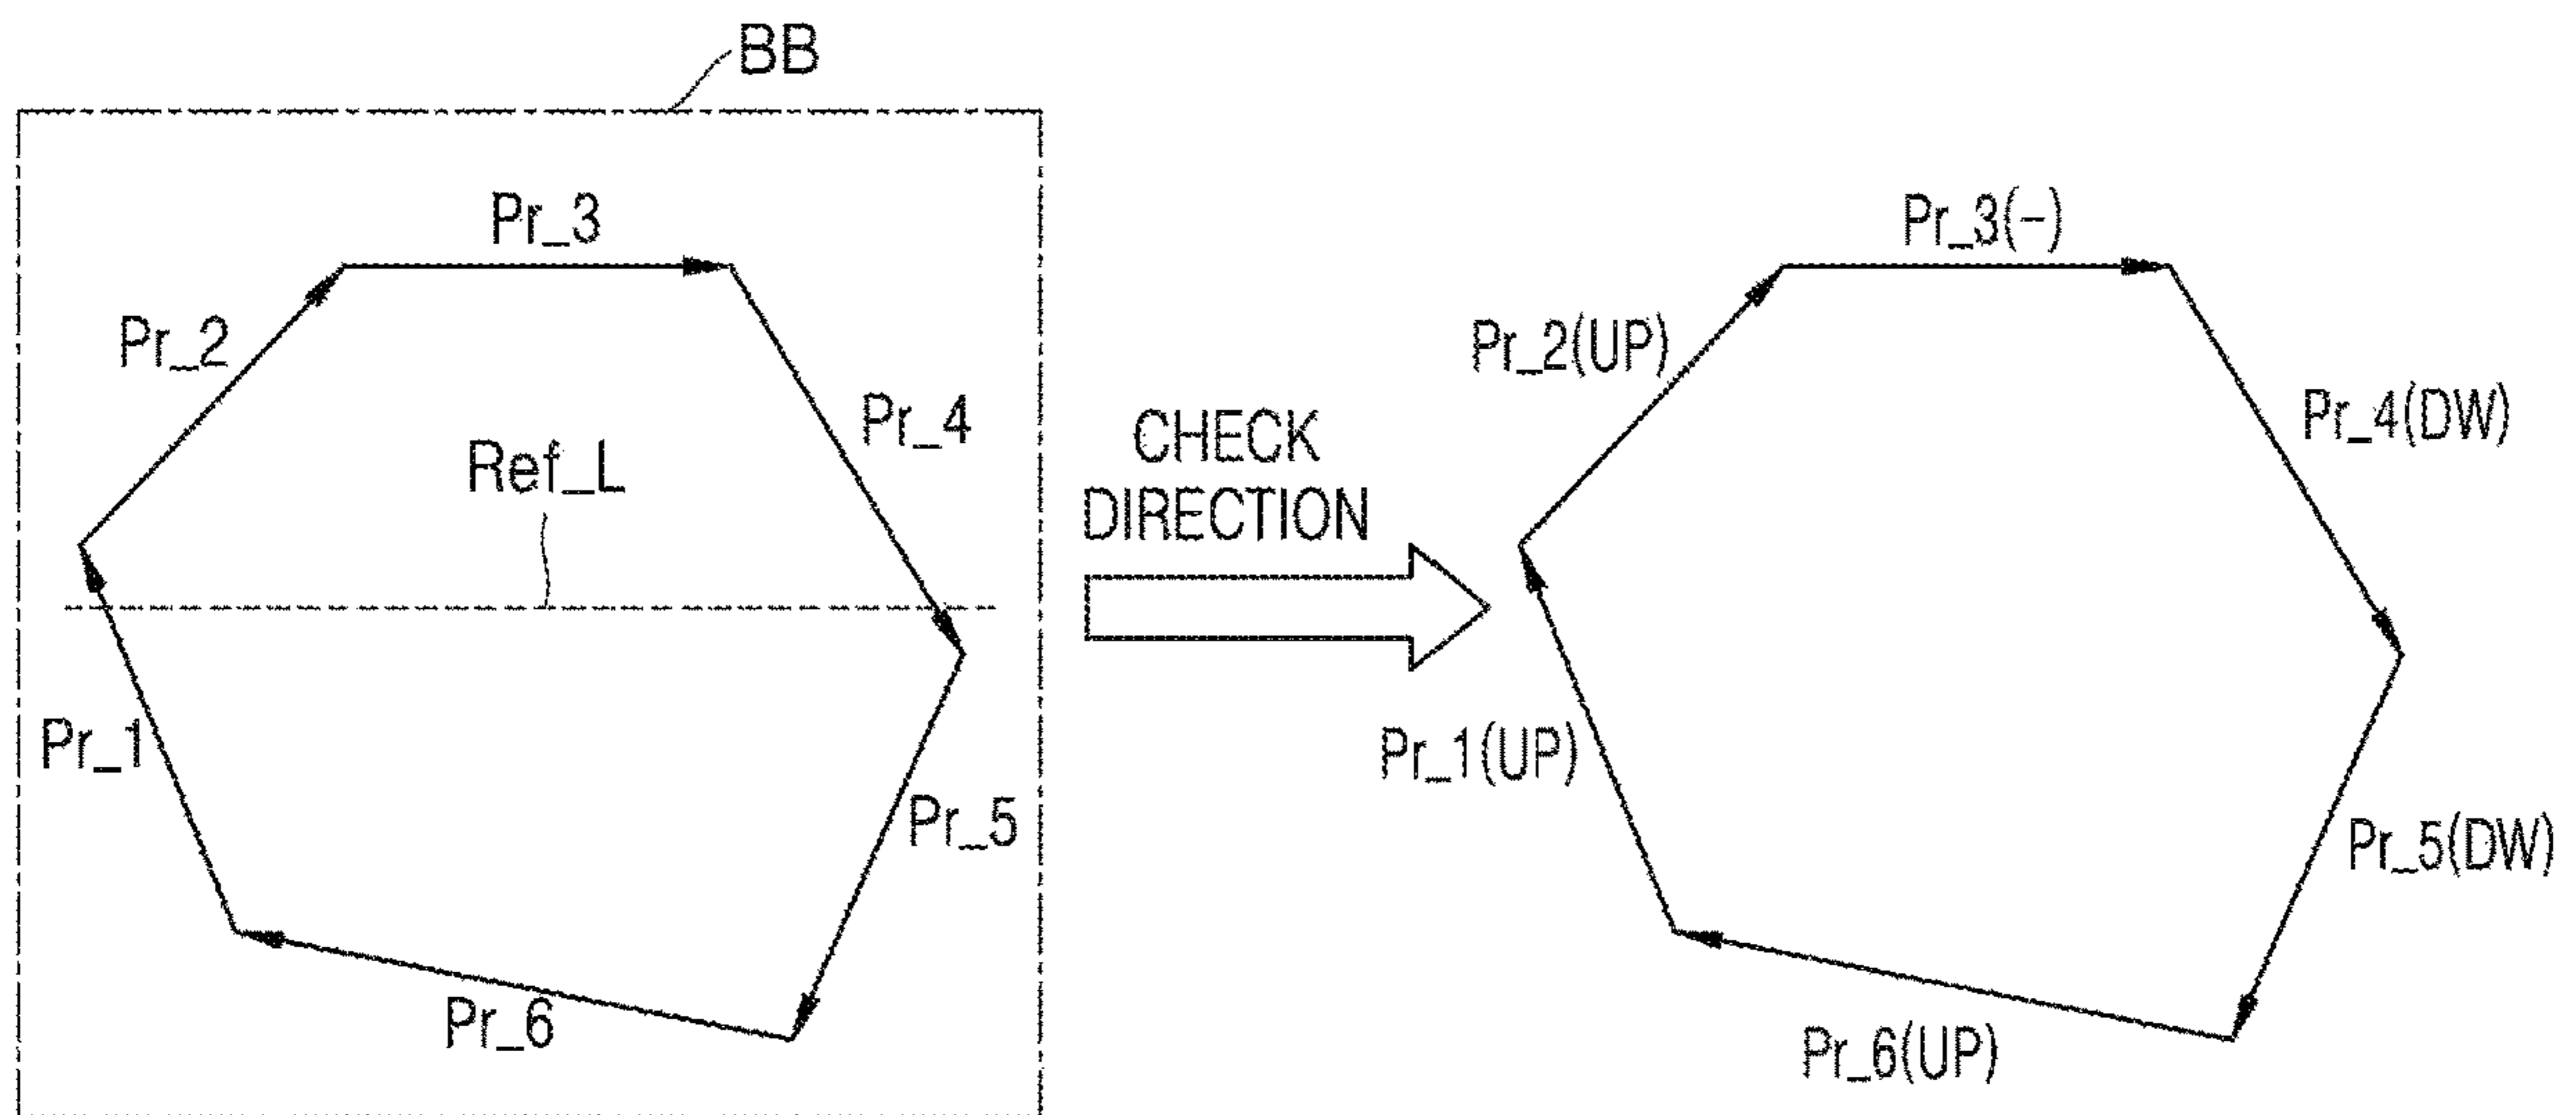 BB
Pr_3
Pr_2
Pr_4
Ref_L
Pr_1
Pr_5
Pr_6
CHECK
DIRECTION
Pr_3(-)
Pr_2(UP)
Pr_4(DW)
Pr_1(UP)
Pr_5(DW)
Pr_6(UP)